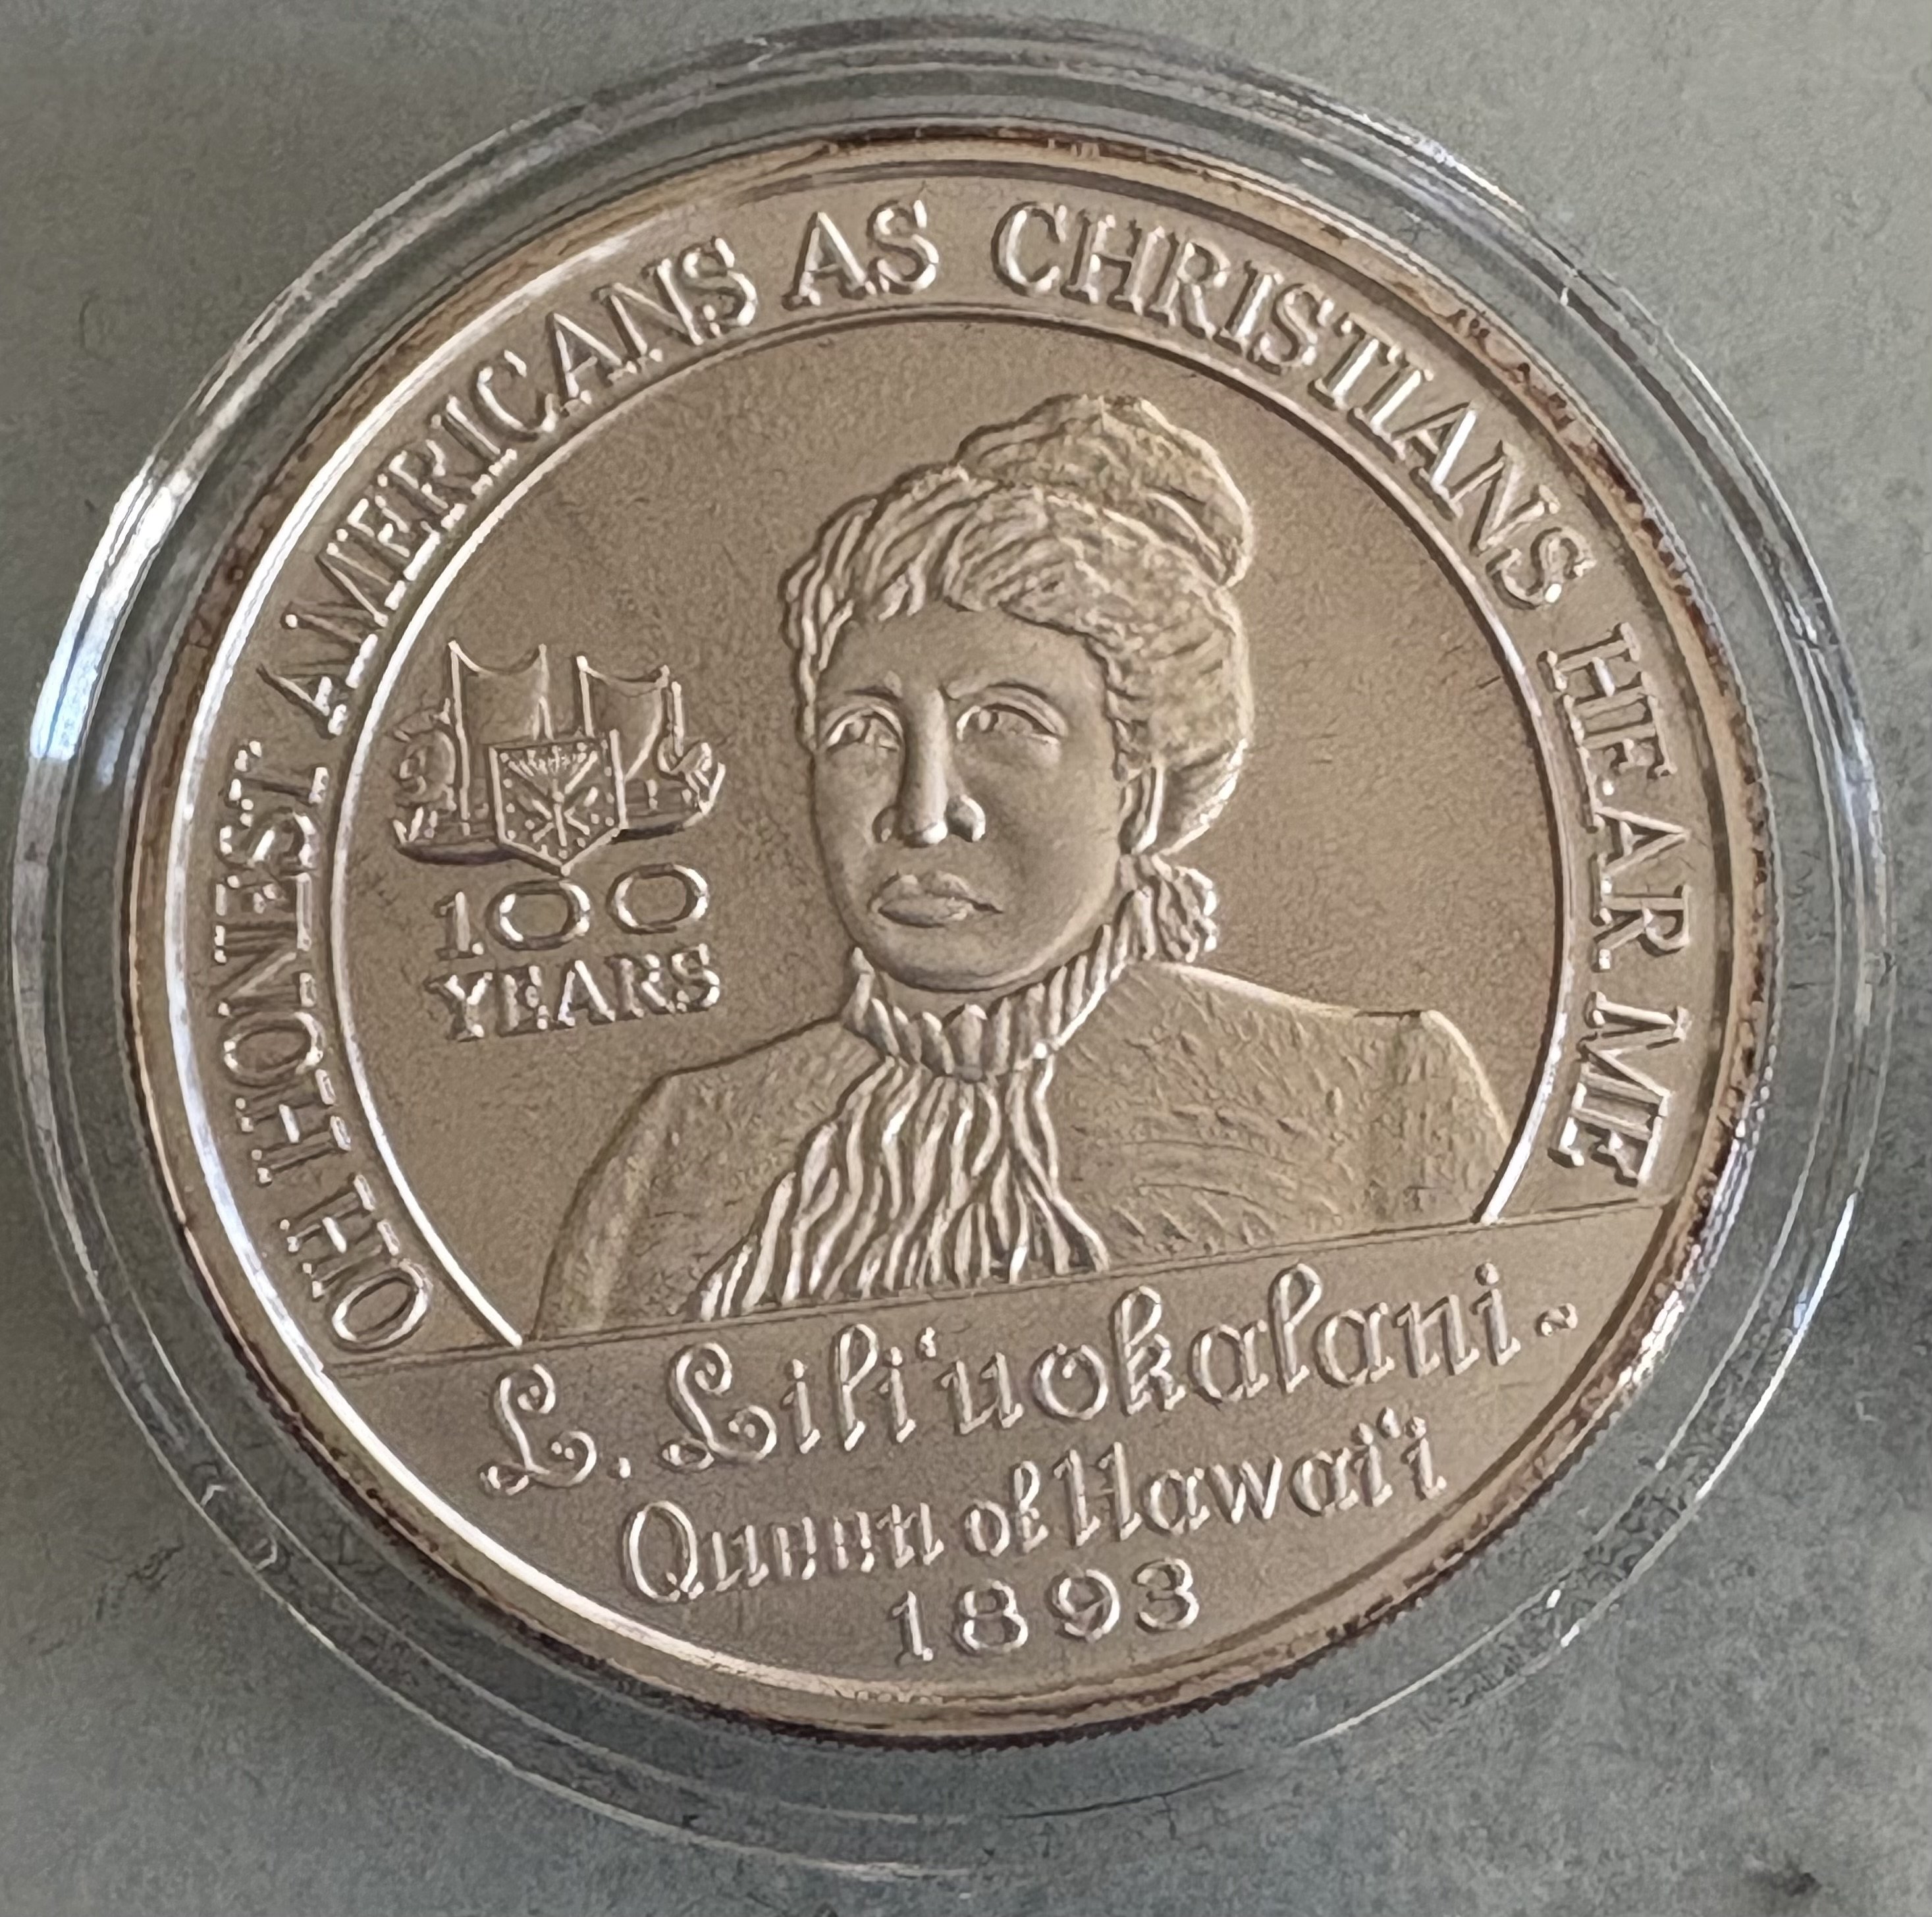 OH HONEST AMERICANS AS CHRISTIANS HEAR ME
100
YEARS
L. Lili‘uokalani~
Queen of Hawai‘i
1893